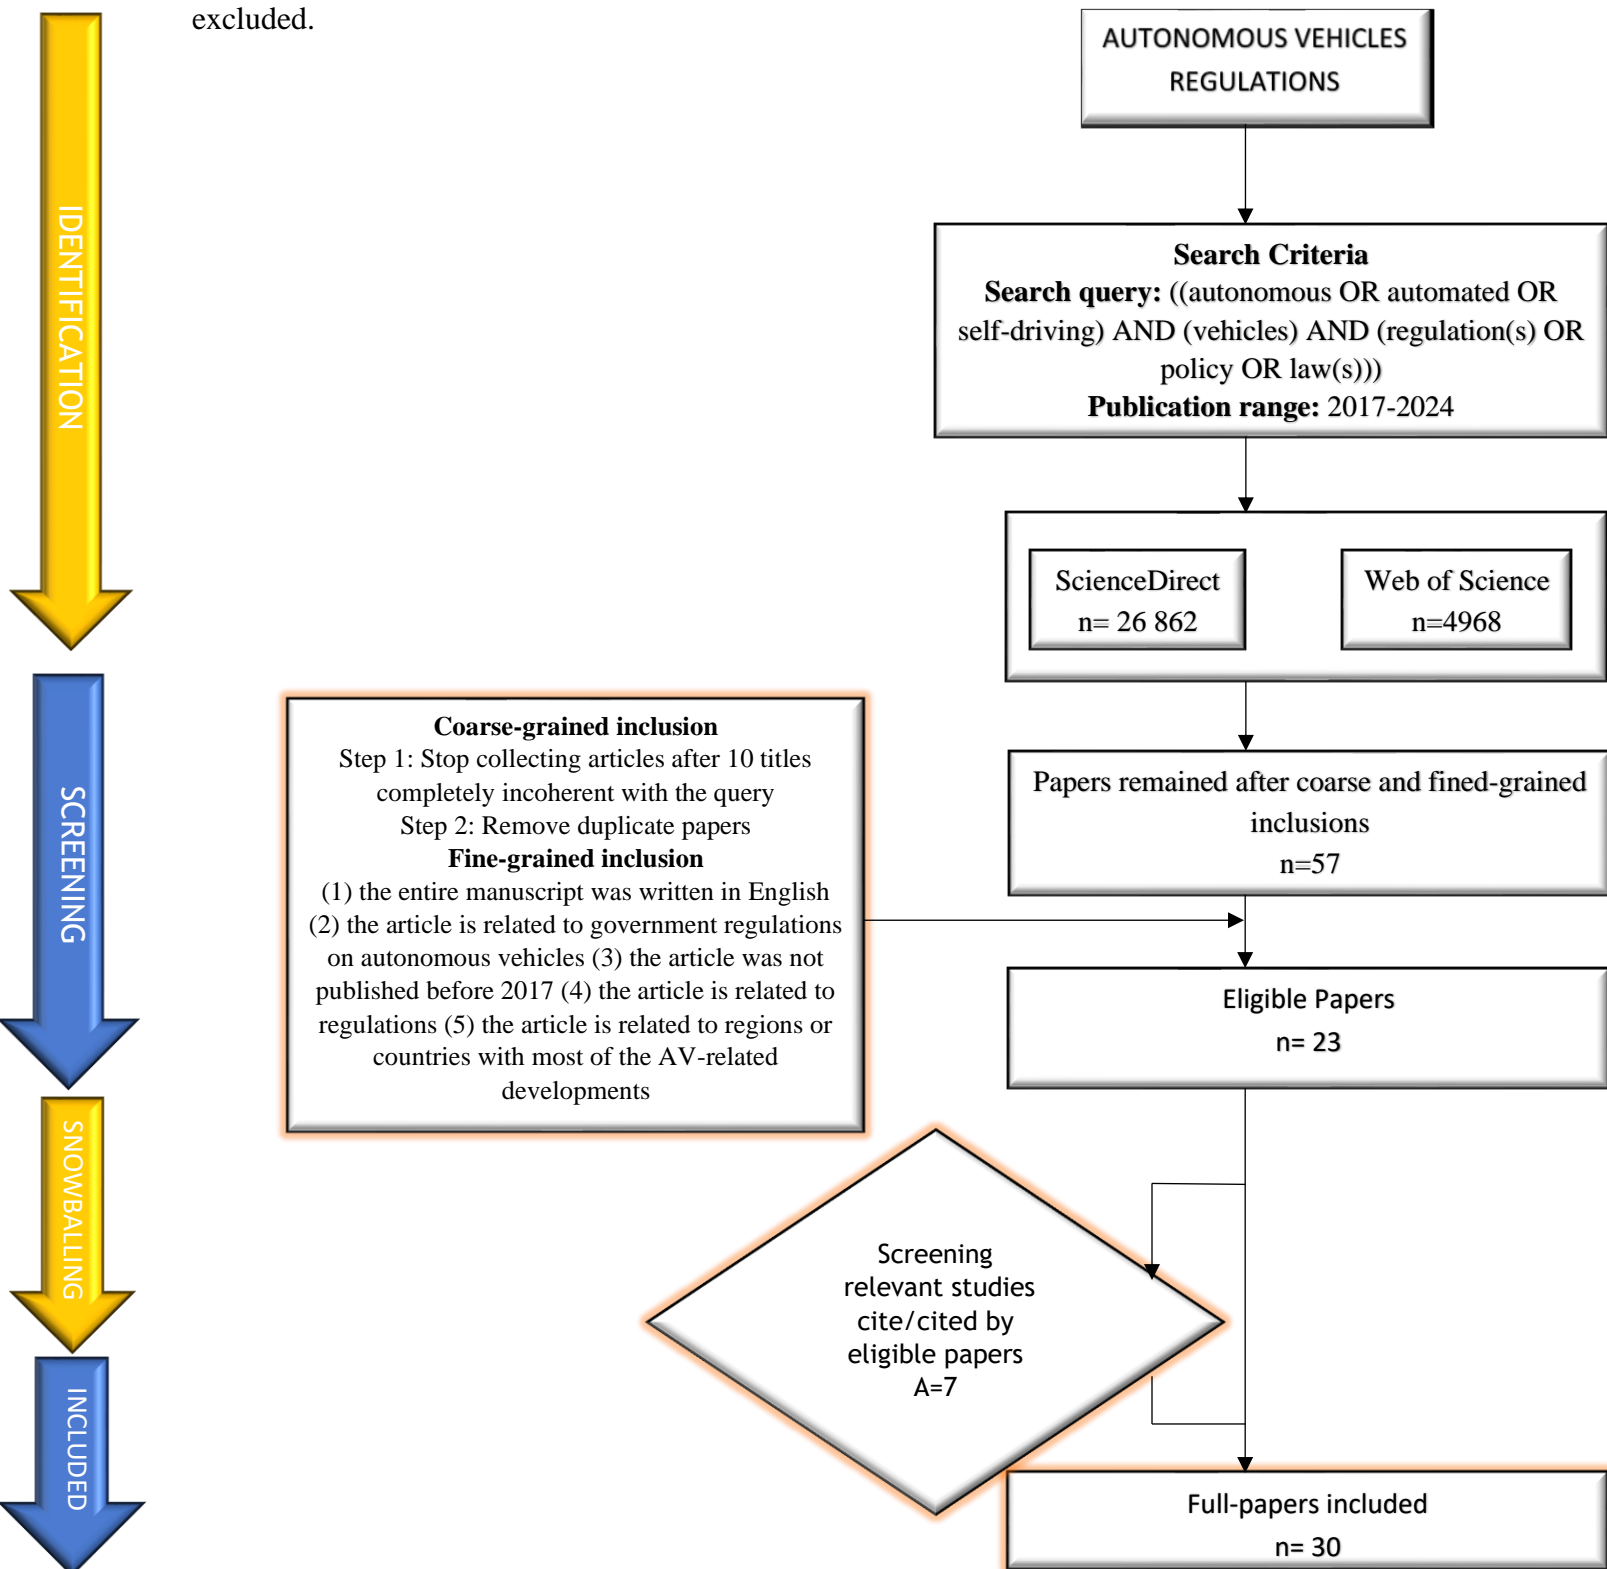 excluded.
AUTONOMOUS VEHICLES
REGULATIONS
IDENTIFICATION
Search Criteria
Search query: ((autonomous OR automated OR
self-driving) AND (vehicles) AND (regulation(s) OR
policy OR law(s)))
Publication range: 2017-2024
ScienceDirect
n= 26 862
Web of Science
n=4968
SCREENING
Coarse-grained inclusion
Step 1: Stop collecting articles after 10 titles
completely incoherent with the query
Step 2: Remove duplicate papers
Fine-grained inclusion
(1) the entire manuscript was written in English
(2) the article is related to government regulations
on autonomous vehicles (3) the article was not
published before 2017 (4) the article is related to
regulations (5) the article is related to regions or
countries with most of the AV-related
developments
Papers remained after coarse and fined-grained
inclusions
n=57
Eligible Papers
n= 23
SNOWBALLING
Screening
relevant studies
cite/cited by
eligible papers
A=7
INCLUDED
Full-papers included
n= 30